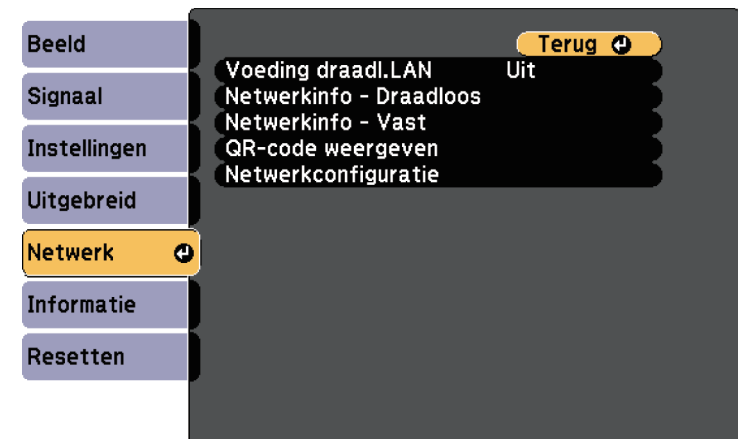 Beeld
Signaal
Instellingen
Uitgebreid
Netwerk
Informatie
Resetten
Terug
Voeding draadl.LAN Uit
Netwerkinfo - Draadloos
Netwerkinfo - Vast
QR-code weergeven
Netwerkconfiguratie